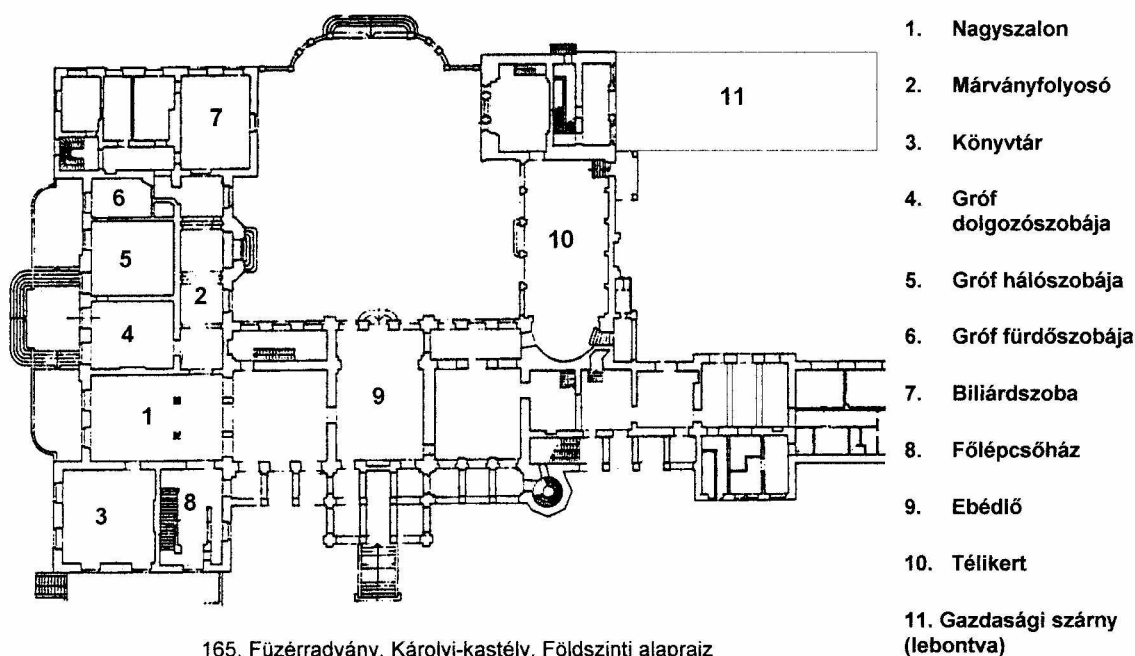 1. Nagyszalon
2. Márványfolyosó
3. Könyvtár
4. Gróf
dolgozószobája
5. Gróf hálószobája
6. Gróf fürdőszobája
7. Biliárdszoba
8. Főlépcsőház
9. Ebédlő
10. Télikert
11. Gazdasági szárny
(lebontva)
7
11
6
5
10
2
4
1
9
3
8
165. Füzérradvány, Károlyi-kastély. Földszinti alaprajz